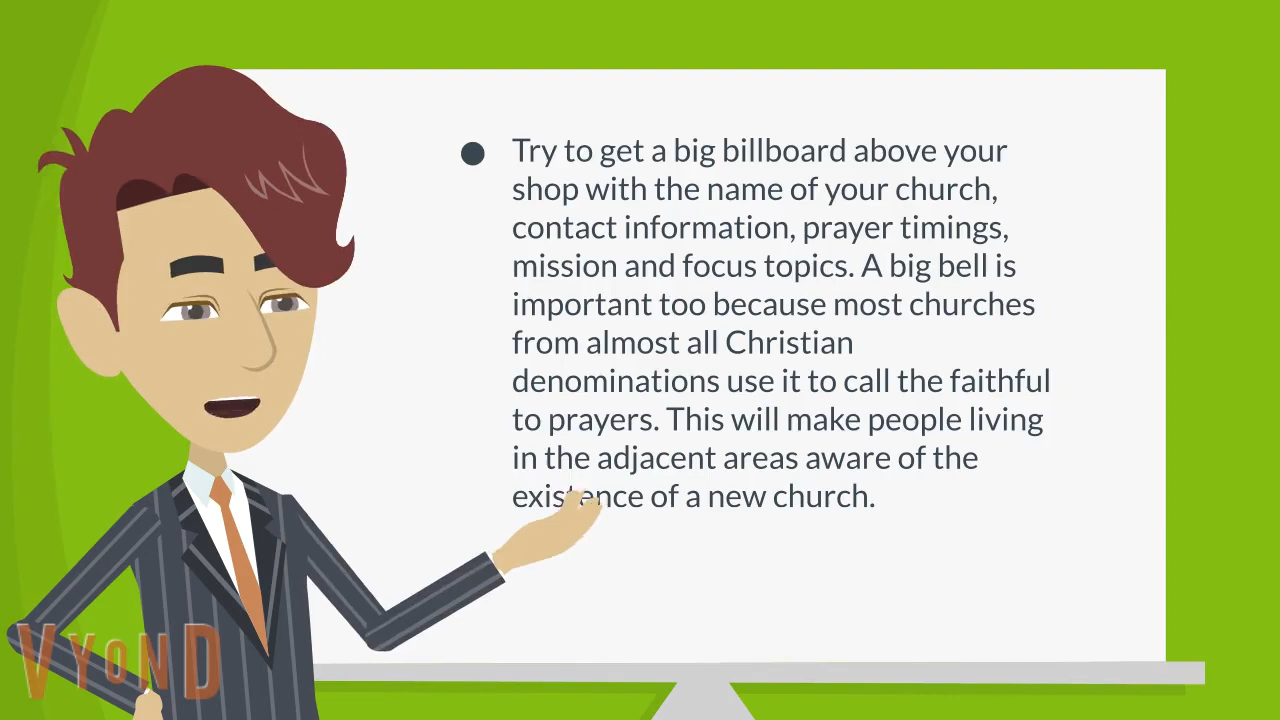 Try to get a big billboard above your
shop with the name of your church,
contact information, prayer timings,
mission and focus topics. A big bell is
important too because most churches
from almost all Christian
denominations use it to call the faithful
to prayers. This will make people living
in the adjacent areas aware of the
existence of a new church.
VYOND